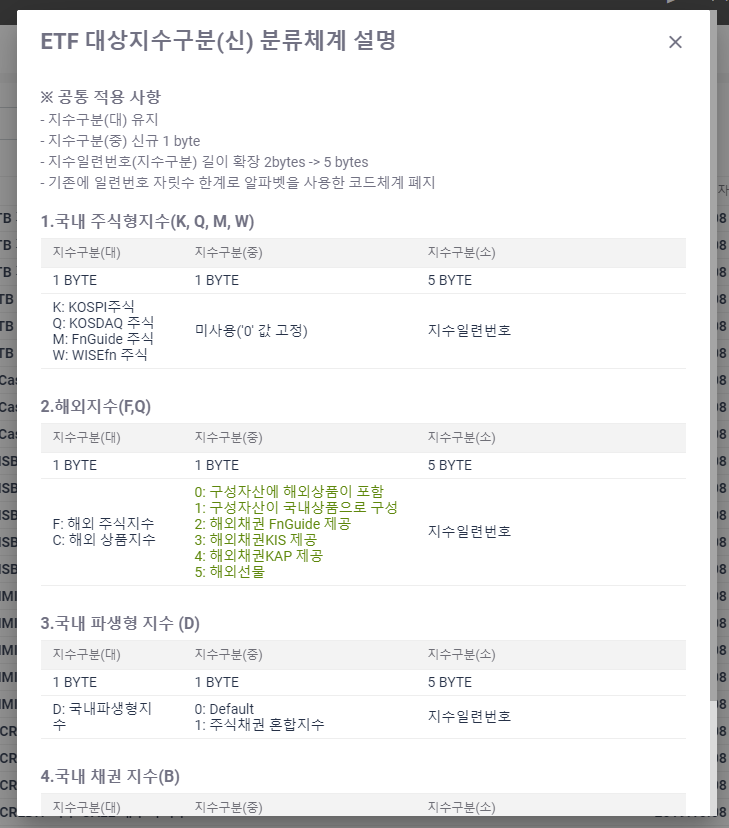 ETF 대상지수구분(신) 분류체계 설명
※ 공통 적용 사항
- 지수구분(대) 유지
- 지수구분(중) 신규 1 byte
- 지수일련번호(지수구분) 길이 확장 2bytes -> 5 bytes
- 기존에 일련번호 자릿수 한계로 알파벳을 사용한 코드체계 폐지
1.국내 주식형지수(K, Q, M, W)
지수구분(대) 지수구분(중) 지수구분(소)
1 BYTE 1 BYTE 5 BYTE
K: KOSPI주식
Q: KOSDAQ 주식
M: FnGuide 주식
W: WISEfn 주식
미사용('0' 값 고정)
지수일련번호
2.해외지수(F,Q)
지수구분(대) 지수구분(중) 지수구분(소)
1 BYTE 1 BYTE 5 BYTE
F: 해외 주식지수
C: 해외 상품지수
0: 구성자산에 해외상품이 포함
1: 구성자산이 국내상품으로 구성
2: 해외채권 FnGuide 제공
3: 해외채권KIS 제공
4: 해외채권KAP 제공
5: 해외선물
지수일련번호
3.국내 파생형 지수 (D)
지수구분(대) 지수구분(중) 지수구분(소)
1 BYTE 1 BYTE 5 BYTE
D: 국내파생형지
수
0: Default
1: 주식채권 혼합지수
지수일련번호
4.국내 채권 지수(B)
지수구분(대) 지수구분(중) 지수구분(소)